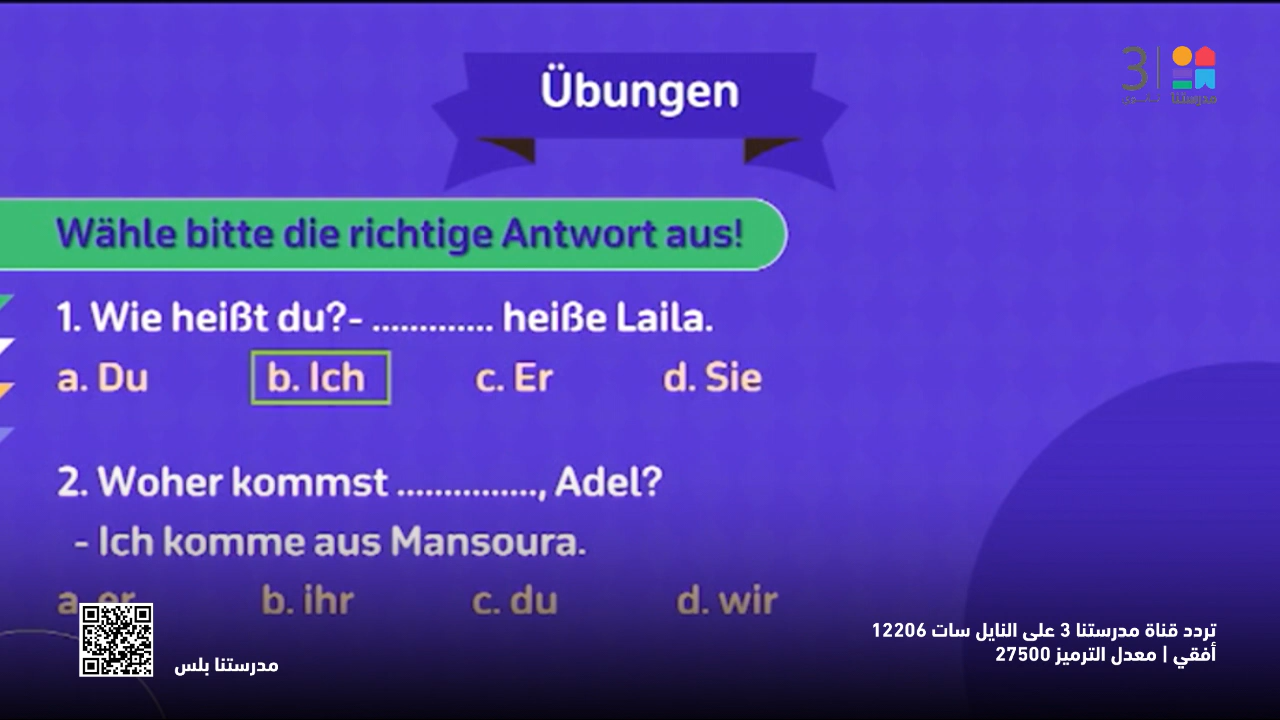 Übungen
3
مدرستنا
Wähle bitte die richtige Antwort aus!
1. Wie heißt du?- ............. heiße Laila.
a. Du b. Ich c. Er d. Sie
2. Woher kommst ..............., Adel?
- Ich komme aus Mansoura.
a. er b. ihr c. du d. wir
تردد قناة مدرستنا 3 على النايل سات 12206
أفقي | معدل الترميز 27500
مدرستنا بلس